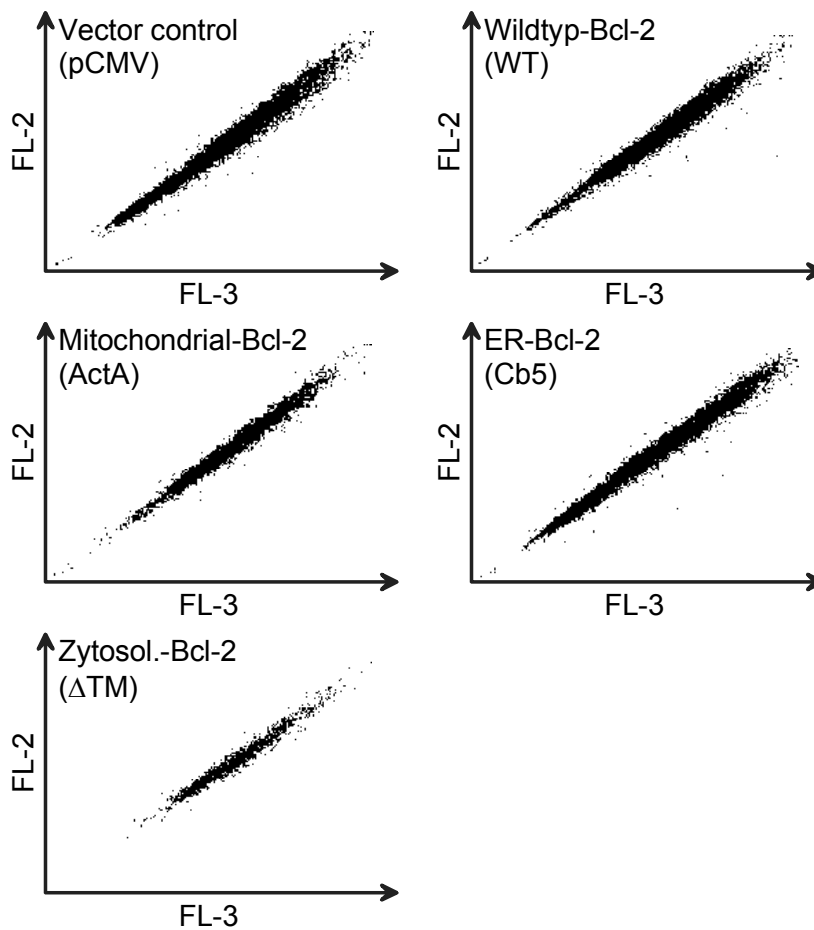 Vector control
(pCMV)
FL-2
FL-3
Wildtyp-Bcl-2
(WT)
FL-2
FL-3
Mitochondrial-Bcl-2
(ActA)
FL-2
FL-3
ER-Bcl-2
(Cb5)
FL-2
FL-3
Zytosol.-Bcl-2
(ΔTM)
FL-2
FL-3